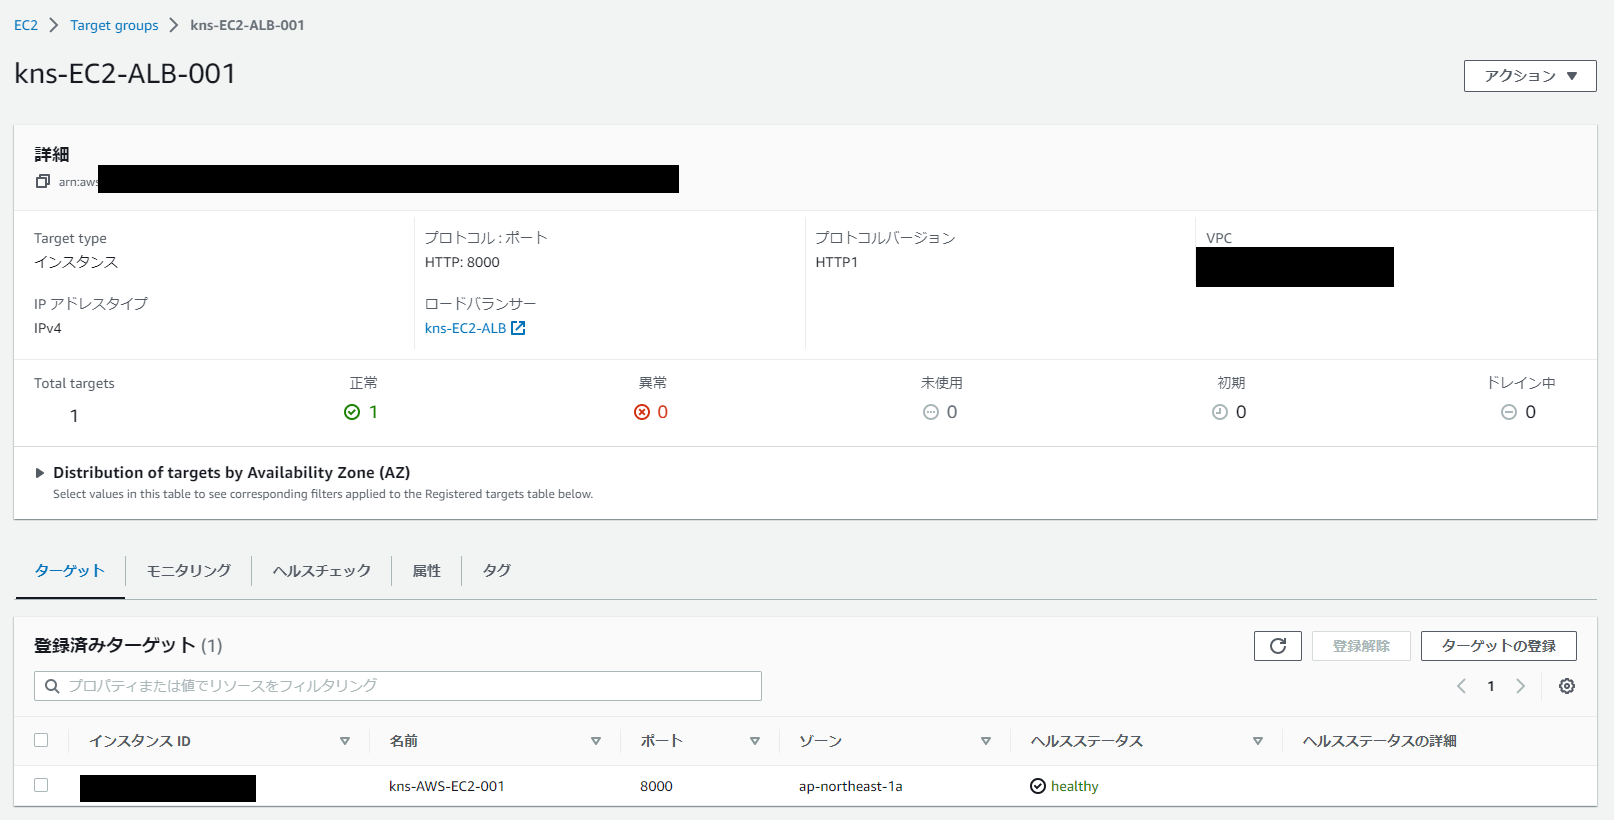 EC2 > Target groups > kns-EC2-ALB-001
kns-EC2-ALB-001
アクション ▼
詳細
arn:aws
Target type
インスタンス
プロトコル : ポート
HTTP: 8000
プロトコルバージョン
HTTP1
VPC
IP アドレスタイプ
IPv4
ロードバランサー
kns-EC2-ALB
Total targets
1
正常
1
異常
0
未使用
0
初期
0
ドレイン中
0
Distribution of targets by Availability Zone (AZ)
Select values in this table to see corresponding filters applied to the Registered targets table below.
ターゲット モニタリング ヘルスチェック 属性 タグ
登録済みターゲット (1)
登録解除
ターゲットの登録
プロパティまたは値でリソースをフィルタリング
1
インスタンス ID 名前 ポート ゾーン ヘルスステータス ヘルスステータスの詳細
kns-AWS-EC2-001 8000 ap-northeast-1a healthy